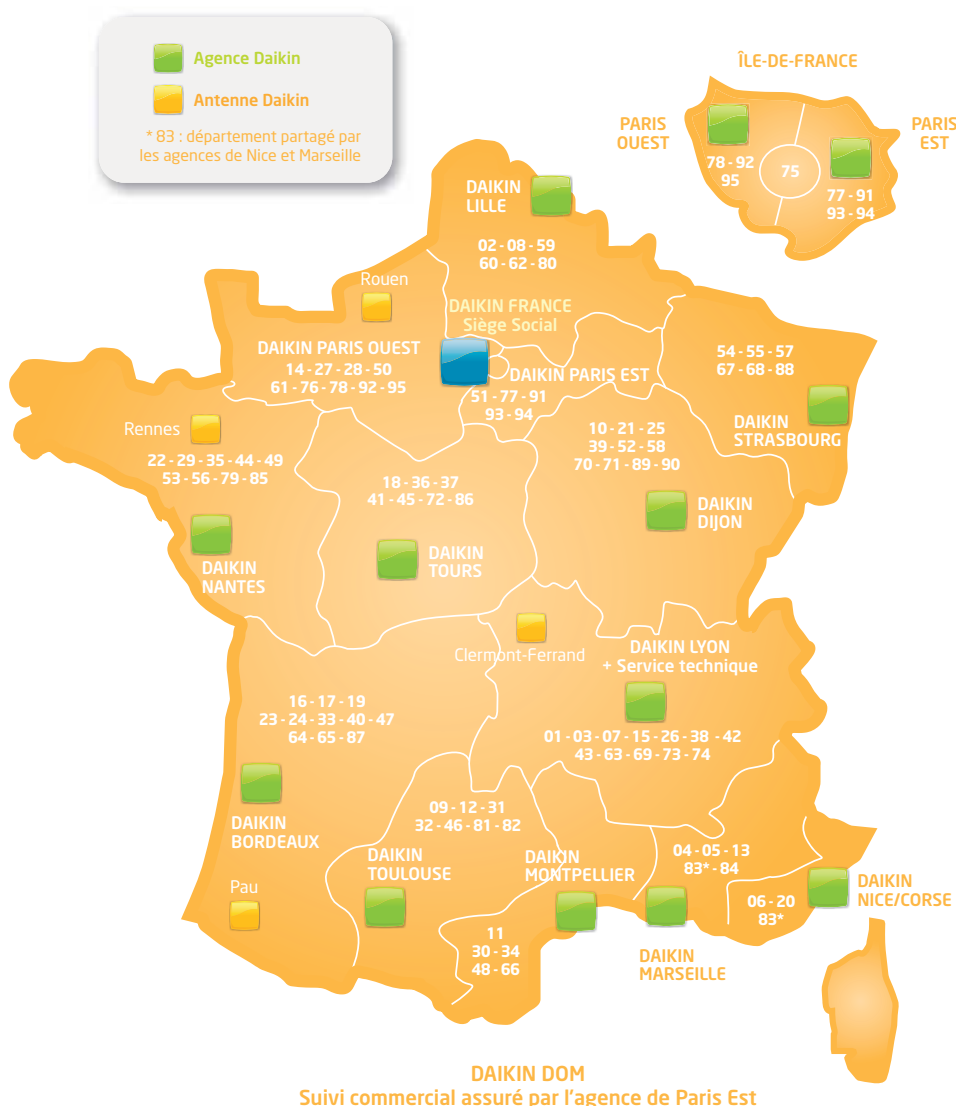 Agence Daikin
Antenne Daikin
* 83 : département partagé par
les agences de Nice et Marseille
ÎLE-DE-FRANCE
PARIS
OUEST
PARIS
EST
78 - 92
95
75
77 - 91
93 - 94
DAIKIN
LILLE
02 - 08 - 59
60 - 62 - 80
Rouen
DAIKIN FRANCE
Siège Social
DAIKIN PARIS OUEST
14 - 27 - 28 - 50
61 - 76 - 78 - 92 - 95
DAIKIN PARIS EST
51 - 77 - 91
93 - 94
54 - 55 - 57
67 - 68 - 88
DAIKIN
STRASBOURG
Rennes
22 - 29 - 35 - 44 - 49
53 - 56 - 79 - 85
DAIKIN
NANTES
18 - 36 - 37
41 - 45 - 72 - 86
DAIKIN
TOURS
10 - 21 - 25
39 - 52 - 58
70 - 71 - 89 - 90
DAIKIN
DIJON
Clermont-Ferrand
DAIKIN LYON
+ Service technique
01 - 03 - 07 - 15 - 26 - 38 - 42
43 - 63 - 69 - 73 - 74
16 - 17 - 19
23 - 24 - 33 - 40 - 47
64 - 65 - 87
DAIKIN
BORDEAUX
Pau
09 - 12 - 31
32 - 46 - 81 - 82
DAIKIN
TOULOUSE
DAIKIN
MONTPELLIER
11
30 - 34
48 - 66
04 - 05 - 13
83* - 84
DAIKIN
MARSEILLE
06 - 20
83*
DAIKIN
NICE/CORSE
DAIKIN DOM
Suivi commercial assuré par l'agence de Paris Est